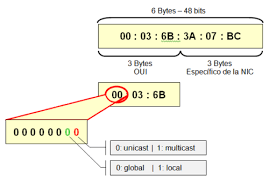 6 Bytes – 48 bits
00 : 03 : 6B : 3A : 07 : BC
3 Bytes
OUI
3 Bytes
Específico de la NIC
00 : 03 : 6B
0 0 0 0 0 0 0 0
0: unicast | 1: multicast
0: global | 1: local